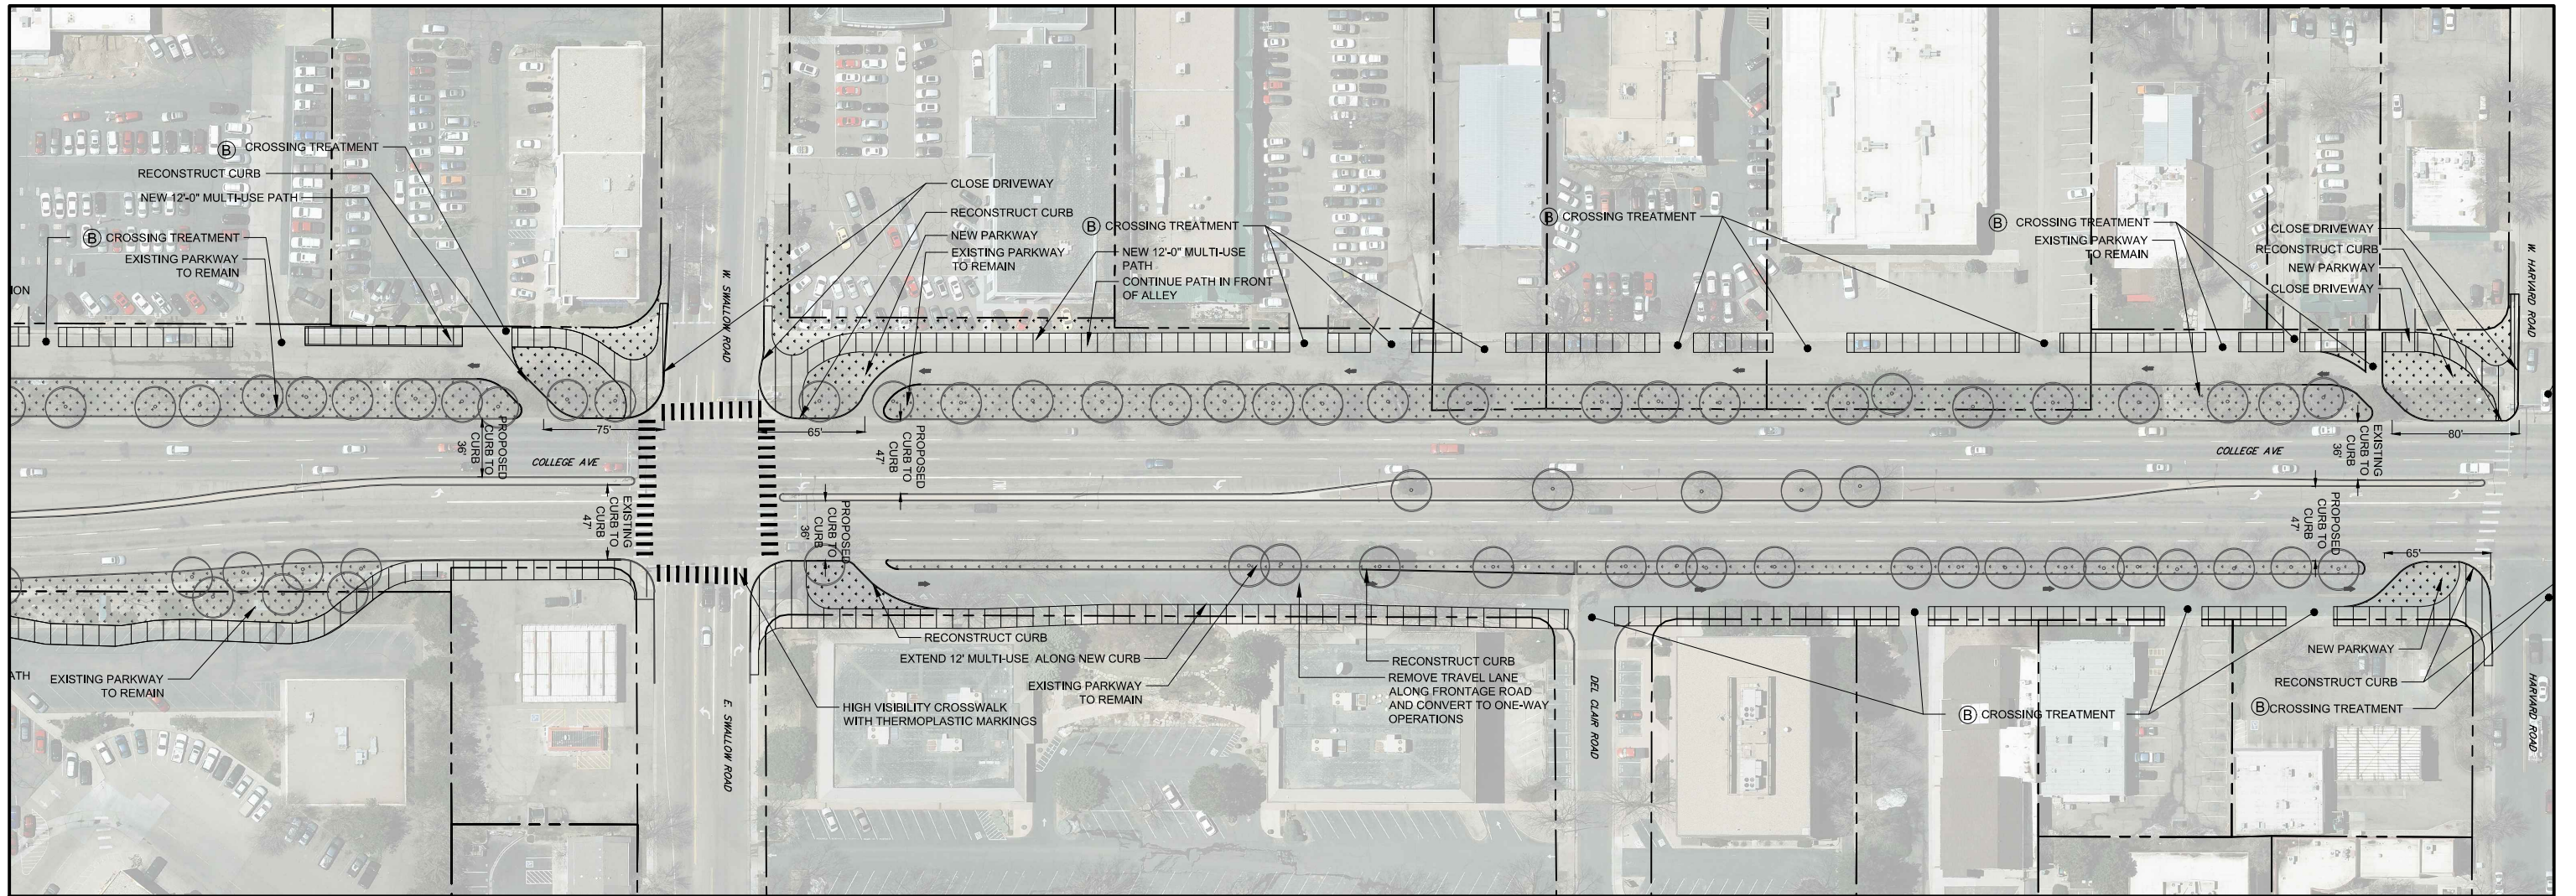 Ⓑ CROSSING TREATMENT
RECONSTRUCT CURB
NEW 12'-0" MULTI-USE PATH
Ⓑ CROSSING TREATMENT
EXISTING PARKWAY
TO REMAIN
ION
W. SWALLOW ROAD
CLOSE DRIVEWAY
RECONSTRUCT CURB
NEW PARKWAY
EXISTING PARKWAY
TO REMAIN
Ⓑ CROSSING TREATMENT
NEW 12'-0" MULTI-USE
PATH
CONTINUE PATH IN FRONT
OF ALLEY
Ⓑ CROSSING TREATMENT
Ⓑ CROSSING TREATMENT
EXISTING PARKWAY
TO REMAIN
CLOSE DRIVEWAY
RECONSTRUCT CURB
NEW PARKWAY
CLOSE DRIVEWAY
W. HARVARD ROAD
PROPOSED
CURB TO
CURB
36'
75'
COLLEGE AVE
65'
PROPOSED
CURB TO
CURB
47'
EXISTING
CURB TO
CURB
36'
80'
COLLEGE AVE
EXISTING
CURB TO
CURB
47'
PROPOSED
CURB TO
CURB
36'
PROPOSED
CURB TO
CURB
47'
65'
ATH
EXISTING PARKWAY
TO REMAIN
RECONSTRUCT CURB
EXTEND 12' MULTI-USE ALONG NEW CURB
EXISTING PARKWAY
TO REMAIN
HIGH VISIBILITY CROSSWALK
WITH THERMOPLASTIC MARKINGS
E. SWALLOW ROAD
RECONSTRUCT CURB
REMOVE TRAVEL LANE
ALONG FRONTAGE ROAD
AND CONVERT TO ONE-WAY
OPERATIONS
DEL CLAIR ROAD
Ⓑ CROSSING TREATMENT
NEW PARKWAY
RECONSTRUCT CURB
Ⓑ CROSSING TREATMENT
HARVARD ROAD